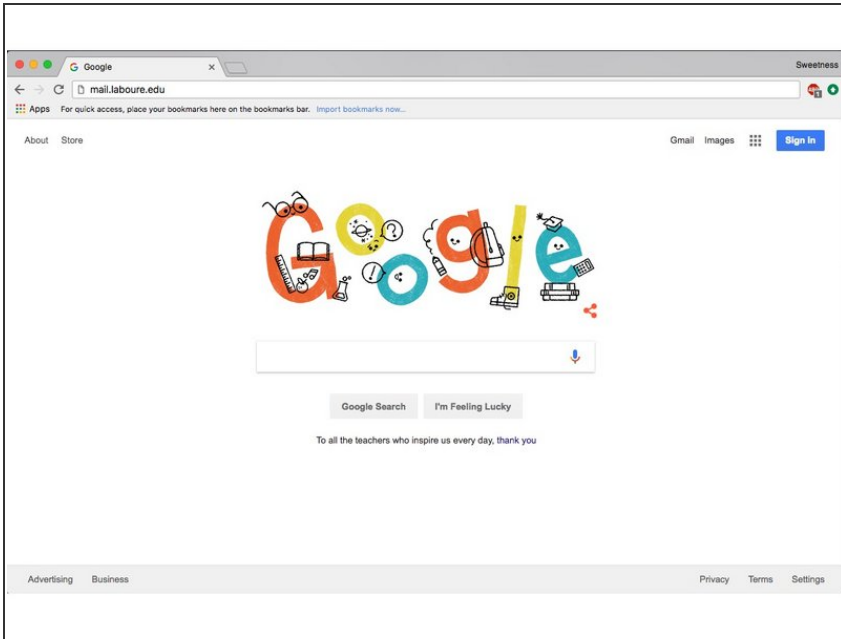 Google
Sweetness
mail.laboure.edu
Apps For quick access, place your bookmarks here on the bookmarks bar. Import bookmarks now...
About Store Gmail Images Sign in
Google
Google Search I'm Feeling Lucky
To all the teachers who inspire us every day, thank you
Advertising Business Privacy Terms Settings